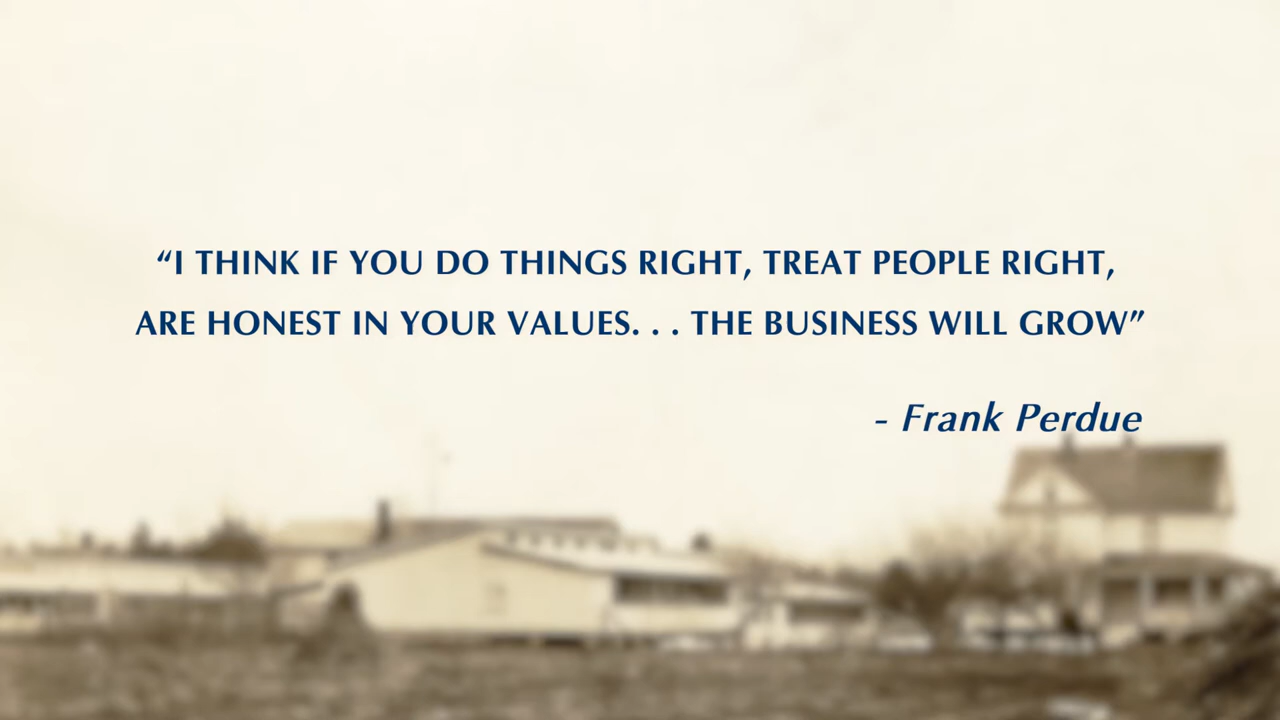 “I THINK IF YOU DO THINGS RIGHT, TREAT PEOPLE RIGHT,
ARE HONEST IN YOUR VALUES. . . THE BUSINESS WILL GROW”
- Frank Perdue